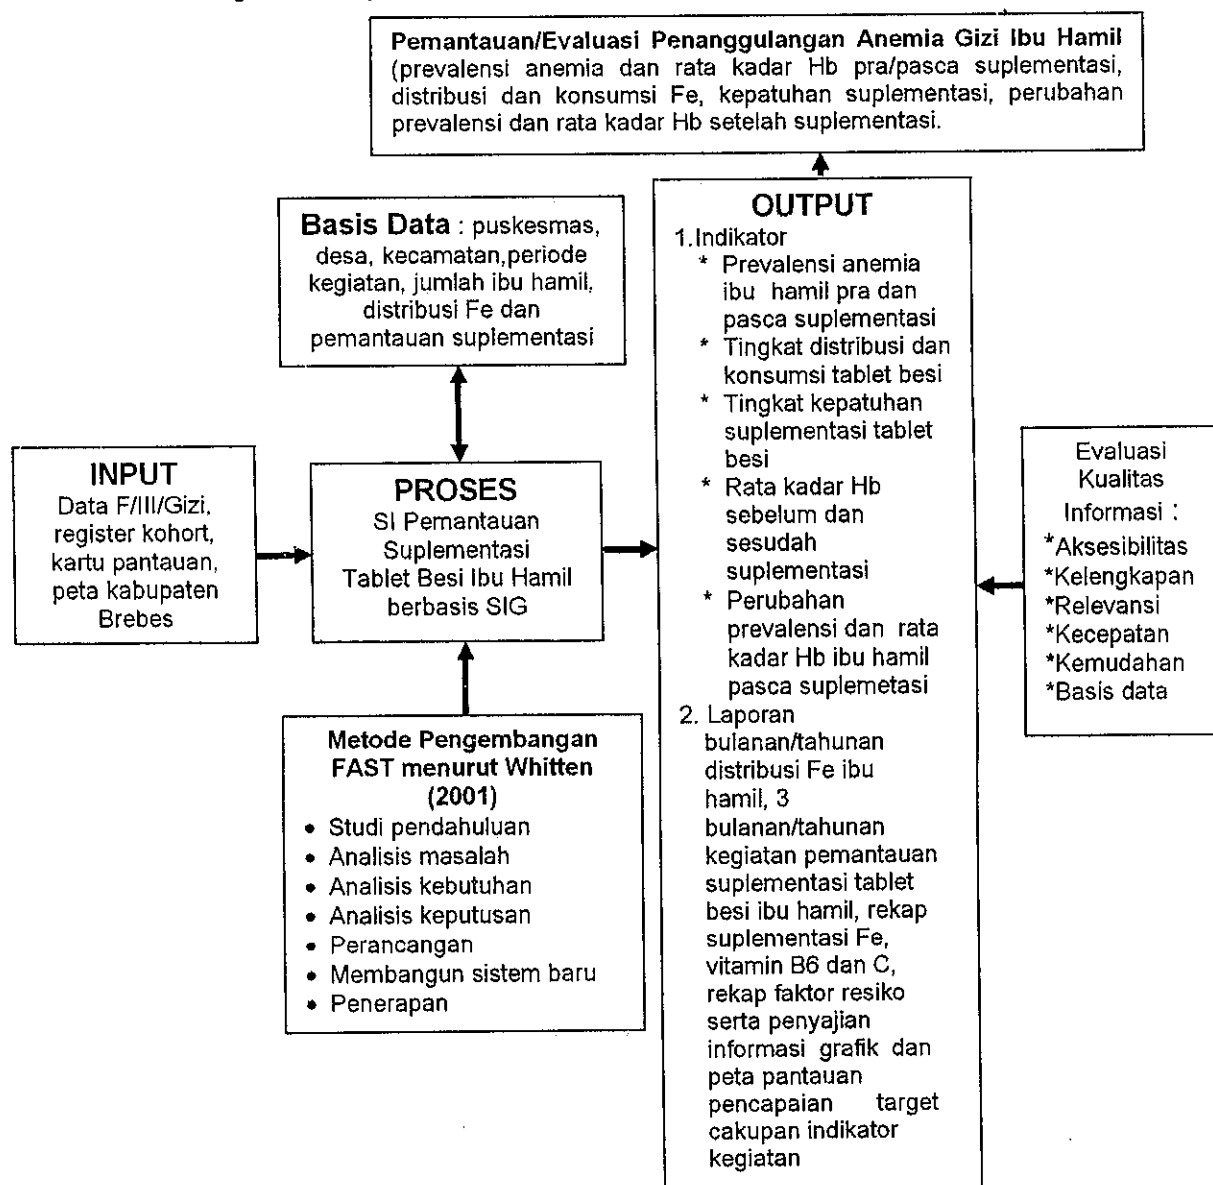 Pemantauan/Evaluasi Penanggulangan Anemia Gizi Ibu Hamil
(prevalensi anemia dan rata kadar Hb pra/pasca suplementasi,
distribusi dan konsumsi Fe, kepatuhan suplementasi, perubahan
prevalensi dan rata kadar Hb setelah suplementasi.
Basis Data : puskesmas,
desa, kecamatan,periode
kegiatan, jumlah ibu hamil,
distribusi Fe dan
pemantauan suplementasi
INPUT
Data F/III/Gizi,
register kohort,
kartu pantauan,
peta kabupaten
Brebes
PROSES
SI Pemantauan
Suplementasi
Tablet Besi Ibu Hamil
berbasis SIG
Metode Pengembangan
FAST menurut Whitten
(2001)
• Studi pendahuluan
• Analisis masalah
• Analisis kebutuhan
• Analisis keputusan
• Perancangan
• Membangun sistem baru
• Penerapan
OUTPUT
1.Indikator
* Prevalensi anemia
ibu hamil pra dan
pasca suplementasi
* Tingkat distribusi dan
konsumsi tablet besi
* Tingkat kepatuhan
suplementasi tablet
besi
* Rata kadar Hb
sebelum dan
sesudah
suplementasi
* Perubahan
prevalensi dan rata
kadar Hb ibu hamil
pasca suplemetasi
2. Laporan
bulanan/tahunan
distribusi Fe ibu
hamil, 3
bulanan/tahunan
kegiatan pemantauan
suplementasi tablet
besi ibu hamil, rekap
suplementasi Fe,
vitamin B6 dan C,
rekap faktor resiko
serta penyajian
informasi grafik dan
peta pantauan
pencapaian target
cakupan indikator
kegiatan
Evaluasi
Kualitas
Informasi :
*Aksesibilitas
*Kelengkapan
*Relevansi
*Kecepatan
*Kemudahan
*Basis data